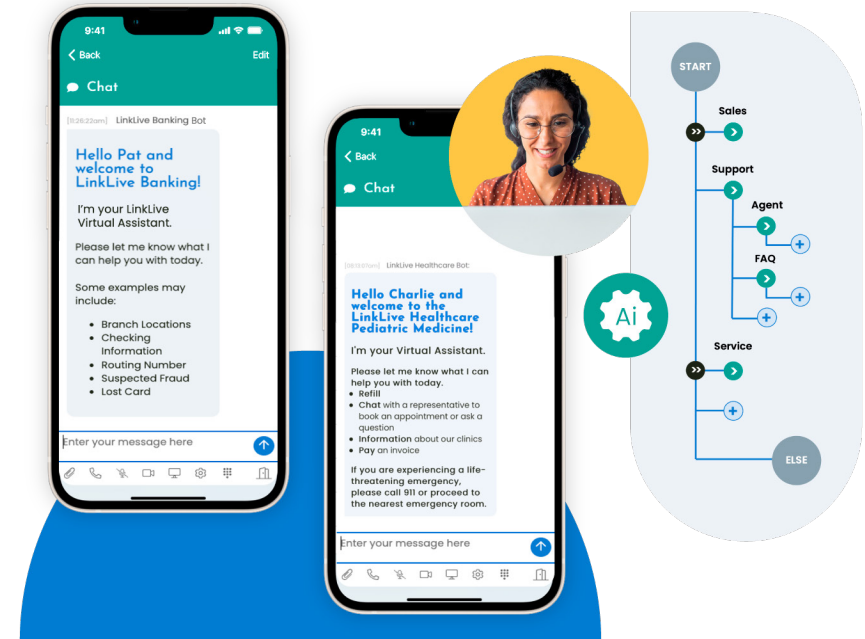 9:41
Back
Edit
Chat
[11:26:22am] LinkLive Banking Bot
Hello Pat and
welcome to
LinkLive Banking!
I'm your LinkLive
Virtual Assistant.
Please let me know what I
can help you with today.
Some examples may
include:
• Branch Locations
• Checking
Information
• Routing Number
• Suspected Fraud
• Lost Card
Enter your message here
9:41
Back
Chat
LinkLive Healthcare Bot:
Hello Charlie and
welcome to the
LinkLive Healthcare
Pediatric Medicine!
I'm your Virtual Assistant.
Please let me know what I can
help you with today.
• Refill
• Chat with a representative to
book an appointment or ask a
question
• Information about our clinics
• Pay an invoice
If you are experiencing a life-
threatening emergency,
please call 911 or proceed to
the nearest emergency room.
Enter your message here
Ai
START
Sales
Support
Agent
FAQ
Service
ELSE